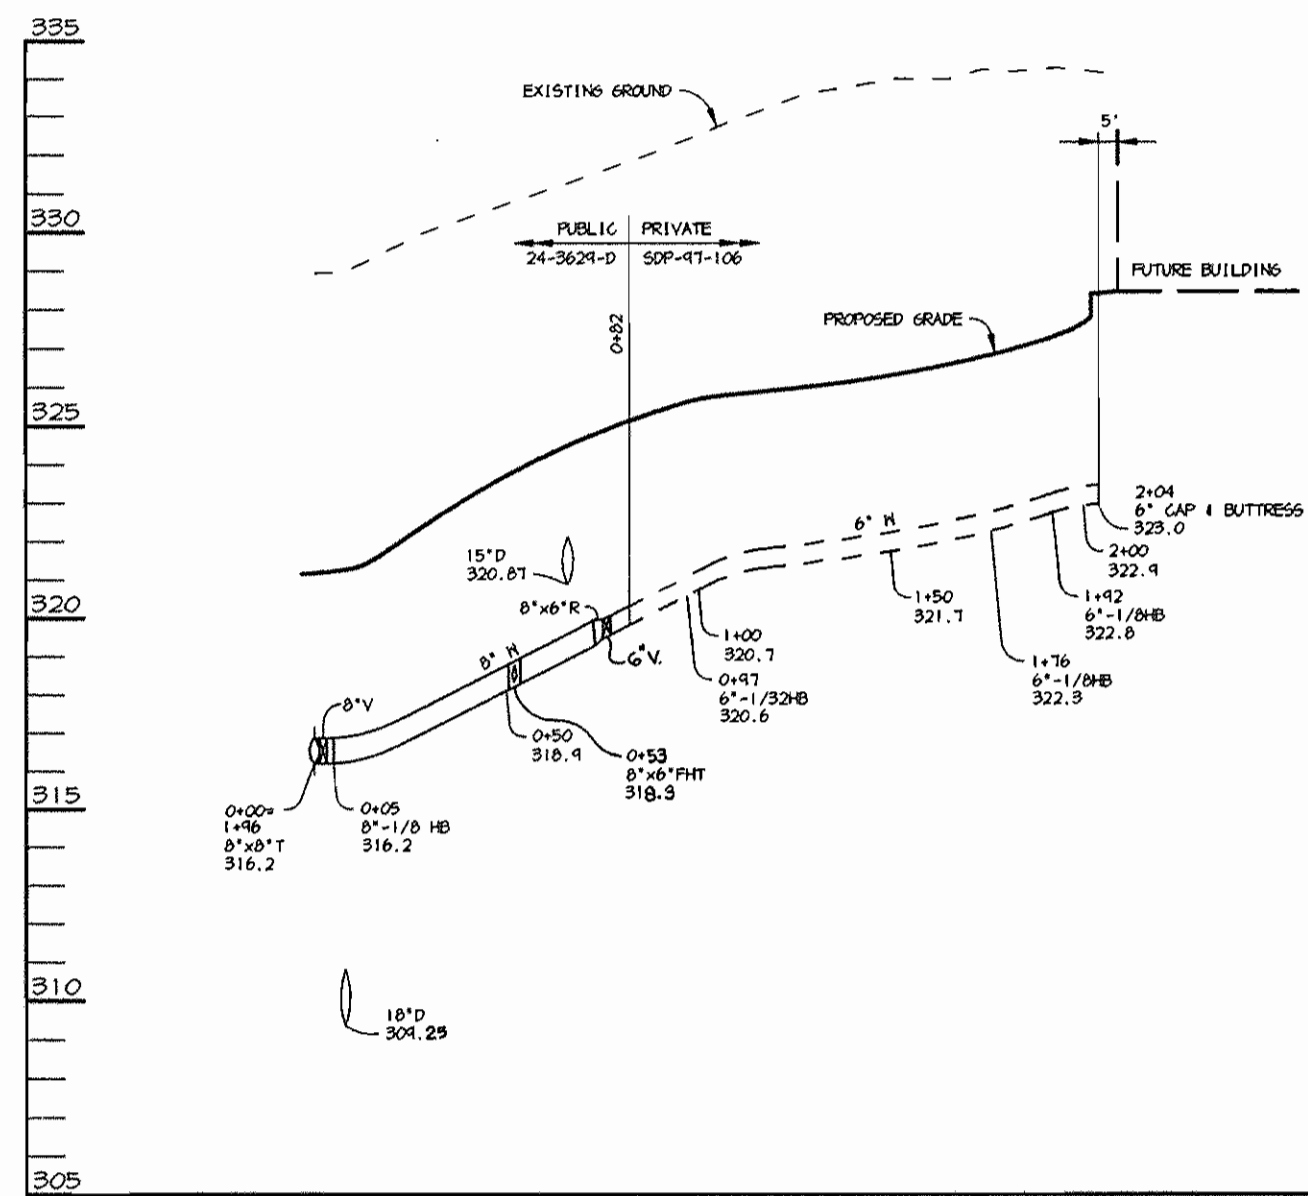 335
EXISTING GROUND
5'
330
PUBLIC PRIVATE
24-3629-D SDP-97-106
FUTURE BUILDING
0+82
PROPOSED GRADE
325
2+04
6" CAP & BUTTRESS
323.0
6" W
15"D
320.87
2+00
322.9
8"x6"R
320
1+50
321.7
1+92
6"-1/8HB
322.8
1+00
320.7
8" W
6"V.
1+76
6"-1/8HB
322.3
0+97
6"-1/32HB
320.6
8"V
0+50
318.9
0+53
8"x6"FHT
318.3
315
0+00=
1+96
8"x8"T
316.2
0+05
8"-1/8 HB
316.2
310
18"D
309.25
305